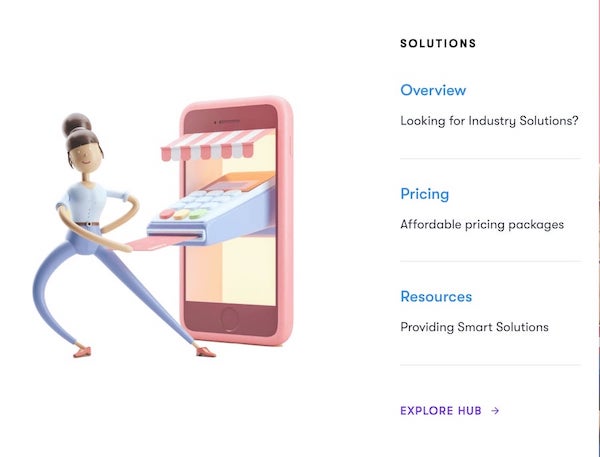 SOLUTIONS
Overview
Looking for Industry Solutions?
Pricing
Affordable pricing packages
Resources
Providing Smart Solutions
EXPLORE HUB →